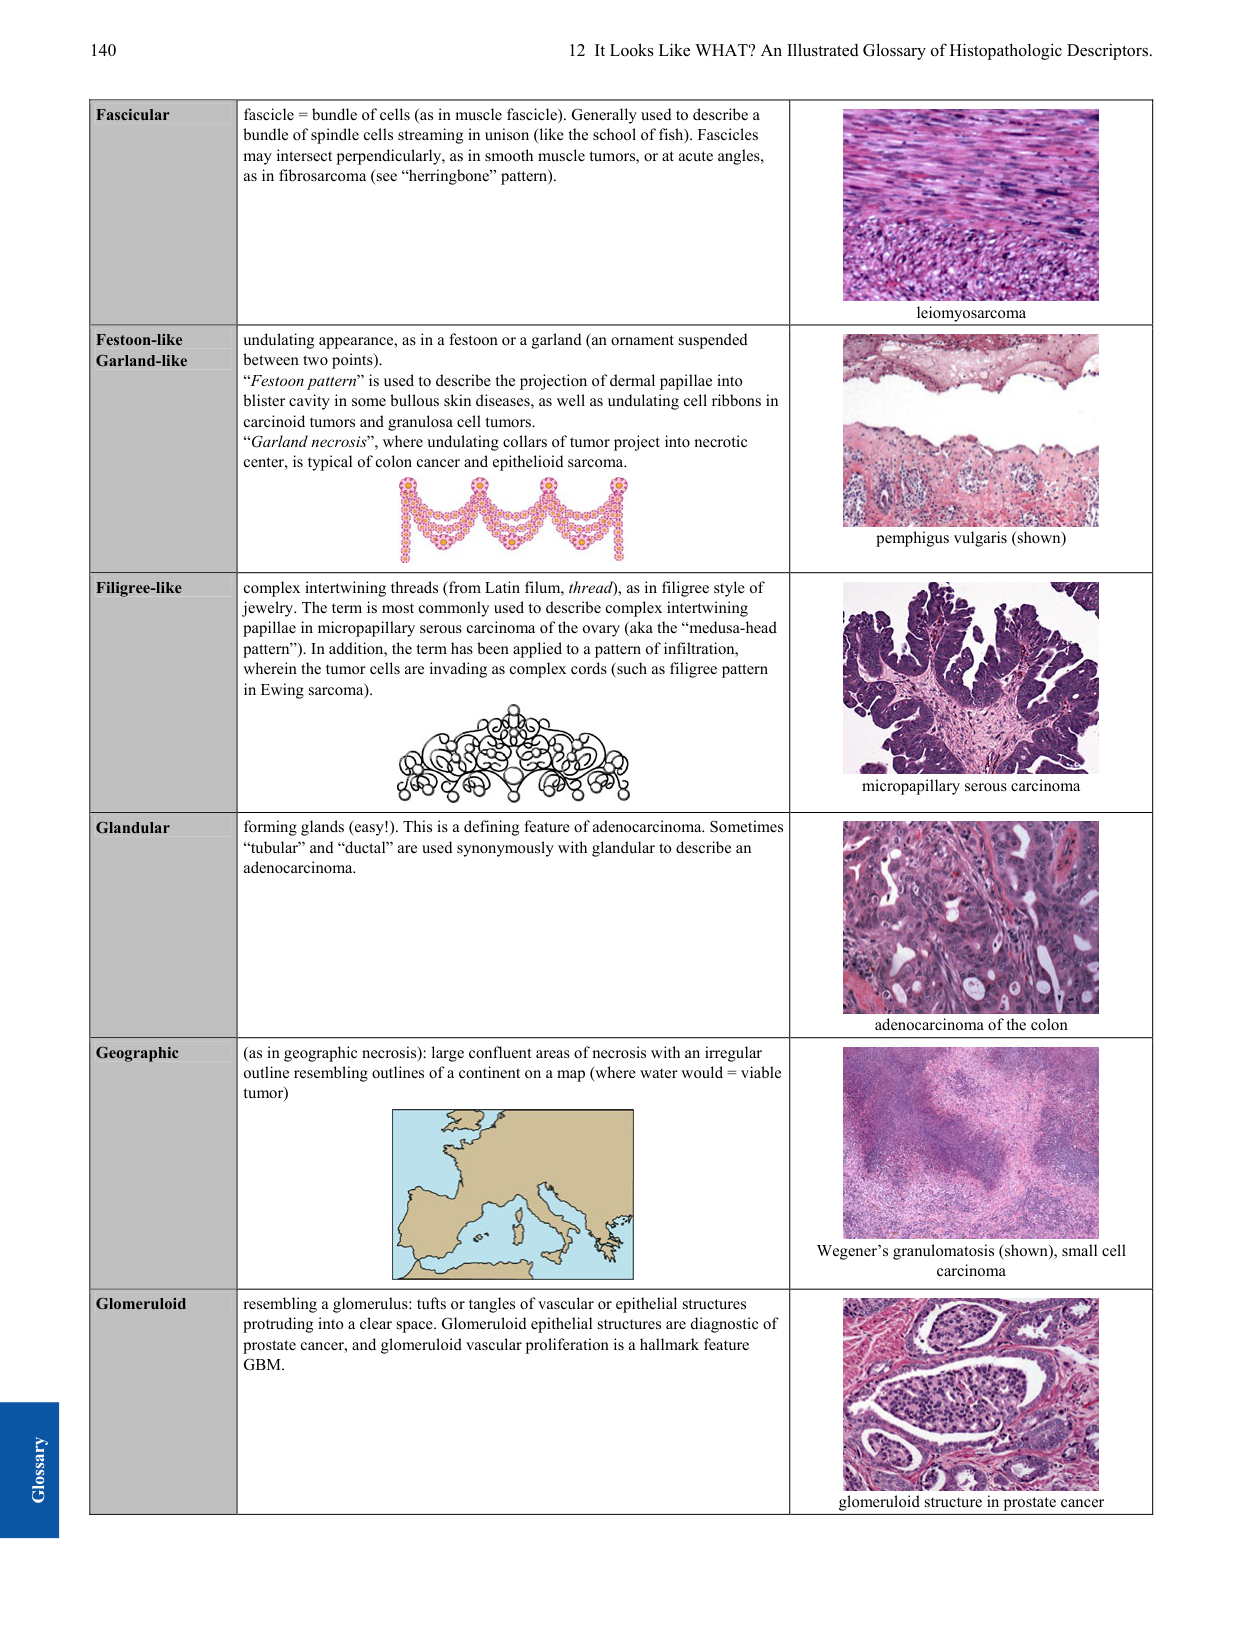 140
12 It Looks Like WHAT? An Illustrated Glossary of Histopathologic Descriptors.
Fascicular
fascicle = bundle of cells (as in muscle fascicle). Generally used to describe a
bundle of spindle cells streaming in unison (like the school of fish). Fascicles
may intersect perpendicularly, as in smooth muscle tumors, or at acute angles,
as in fibrosarcoma (see “herringbone” pattern).
leiomyosarcoma
Festoon-like
Garland-like
undulating appearance, as in a festoon or a garland (an ornament suspended
between two points).
“Festoon pattern” is used to describe the projection of dermal papillae into
blister cavity in some bullous skin diseases, as well as undulating cell ribbons in
carcinoid tumors and granulosa cell tumors.
“Garland necrosis”, where undulating collars of tumor project into necrotic
center, is typical of colon cancer and epithelioid sarcoma.
pemphigus vulgaris (shown)
Filigree-like
complex intertwining threads (from Latin filum, thread), as in filigree style of
jewelry. The term is most commonly used to describe complex intertwining
papillae in micropapillary serous carcinoma of the ovary (aka the “medusa-head
pattern”). In addition, the term has been applied to a pattern of infiltration,
wherein the tumor cells are invading as complex cords (such as filigree pattern
in Ewing sarcoma).
micropapillary serous carcinoma
Glandular
forming glands (easy!). This is a defining feature of adenocarcinoma. Sometimes
“tubular” and “ductal” are used synonymously with glandular to describe an
adenocarcinoma.
adenocarcinoma of the colon
Geographic
(as in geographic necrosis): large confluent areas of necrosis with an irregular
outline resembling outlines of a continent on a map (where water would = viable
tumor)
Wegener’s granulomatosis (shown), small cell
carcinoma
Glomeruloid
resembling a glomerulus: tufts or tangles of vascular or epithelial structures
protruding into a clear space. Glomeruloid epithelial structures are diagnostic of
prostate cancer, and glomeruloid vascular proliferation is a hallmark feature
GBM.
glomeruloid structure in prostate cancer
Glossary